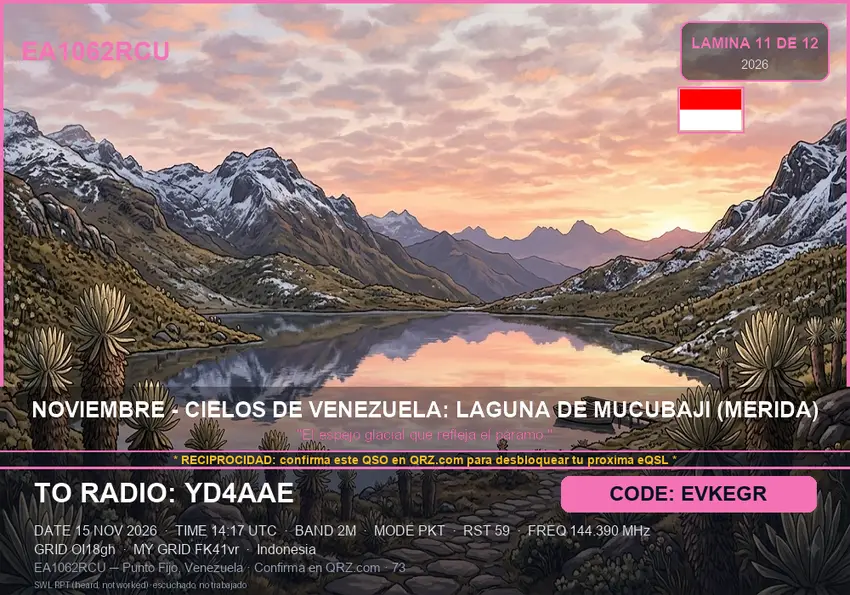 EA1062RCU
LAMINA 11 DE 12
2026
NOVIEMBRE - CIELOS DE VENEZUELA: LAGUNA DE MUCUBAJI (MERIDA)
"El espejo glacial que refleja el paramo."
* RECIPROCIDAD: confirma este QSO en QRZ.com para desbloquear tu proxima eQSL *
TO RADIO: YD4AAE
CODE: EVKEGR
DATE 15 NOV 2026 · TIME 14:17 UTC · BAND 2M · MODE PKT · RST 59 · FREQ 144.390 MHz
GRID OI18gh · MY GRID FK41vr · Indonesia
EA1062RCU — Punto Fijo, Venezuela · Confirma en QRZ.com · 73
SWL RPT (heard, not worked) · escuchado, no trabajado